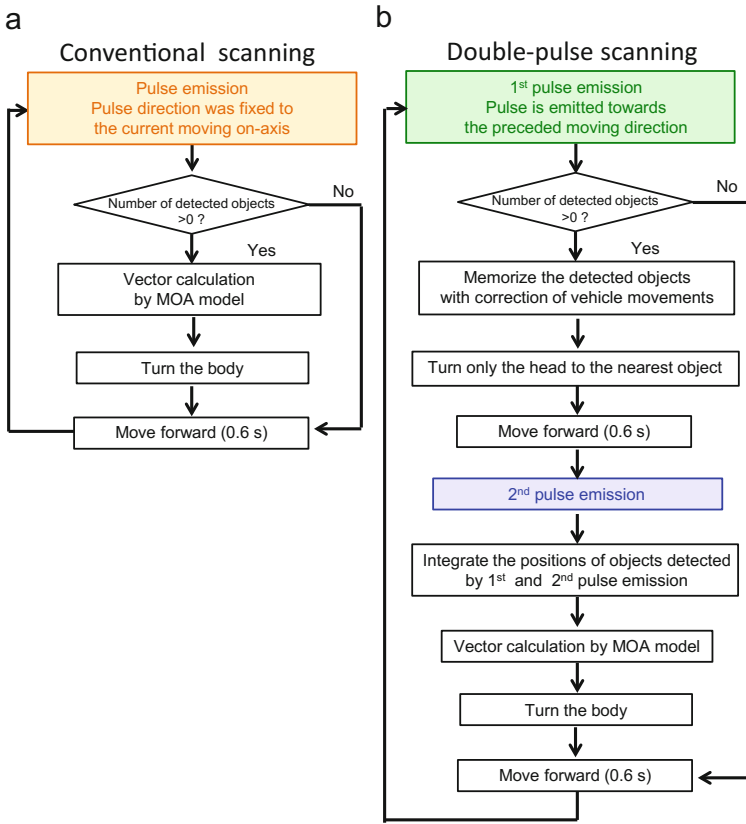 a
Conventional scanning
Pulse emission
Pulse direction was fixed to
the current moving on-axis
Number of detected objects
>0 ?
No
Yes
Vector calculation
by MOA model
Turn the body
Move forward (0.6 s)
b
Double-pulse scanning
1st pulse emission
Pulse is emitted towards
the preceded moving direction
Number of detected objects
>0 ?
No
Yes
Memorize the detected objects
with correction of vehicle movements
Turn only the head to the nearest object
Move forward (0.6 s)
2nd pulse emission
Integrate the positions of objects detected
by 1st and 2nd pulse emission
Vector calculation by MOA model
Turn the body
Move forward (0.6 s)